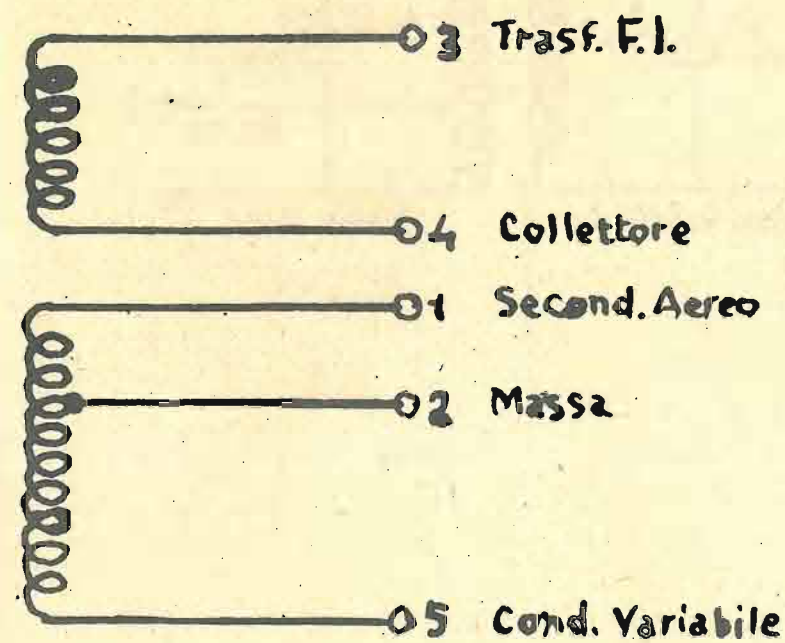 3 Trasf. F.I.
4 Collettore
1 Second. Aereo
2 Massa
5 Cond. Variabile